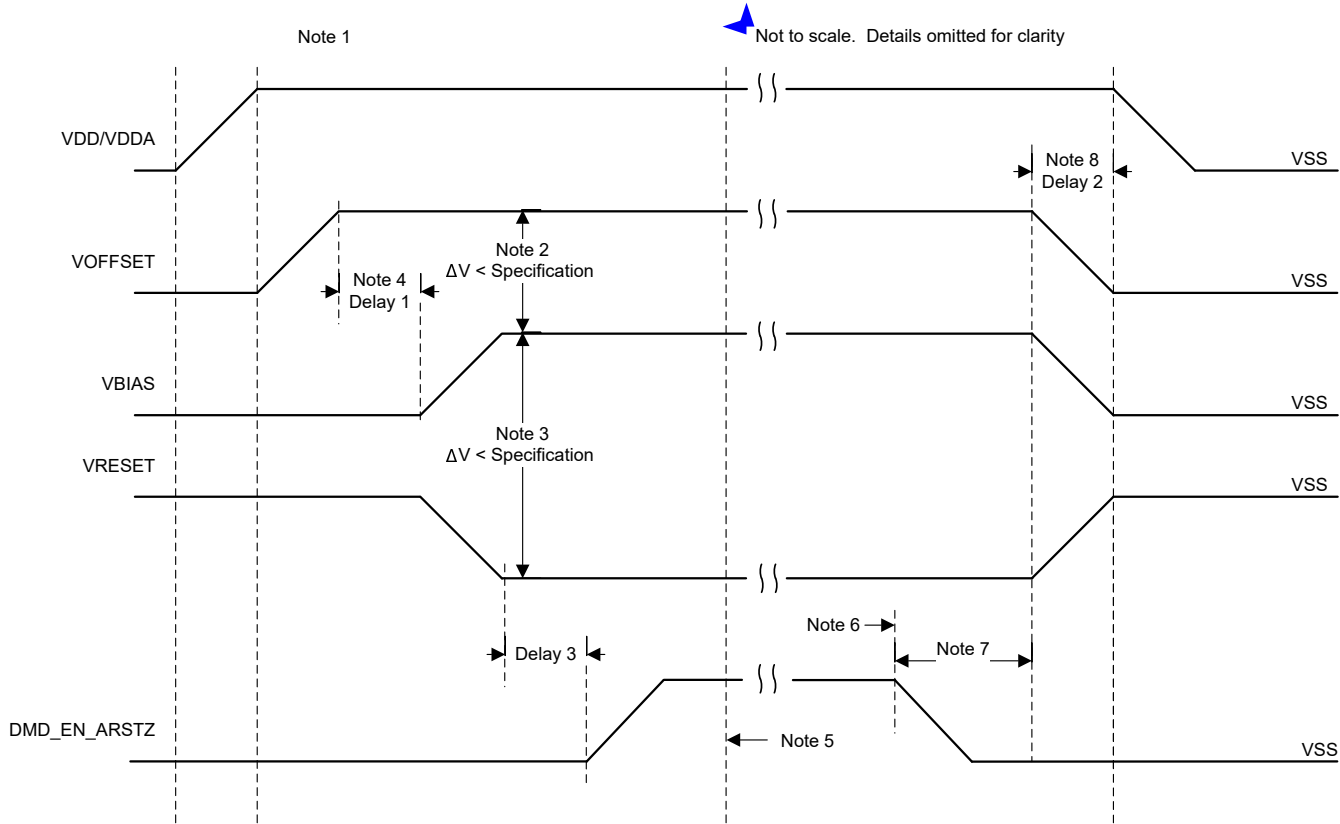 Note 1
Not to scale. Details omitted for clarity
VDD/VDDA
Note 8
Delay 2
VSS
VOFFSET
Note 4
Delay 1
Note 2
ΔV < Specification
VSS
VBIAS
VSS
Note 3
ΔV < Specification
VRESET
VSS
Note 6
Note 7
Delay 3
DMD_EN_ARSTZ
Note 5
VSS